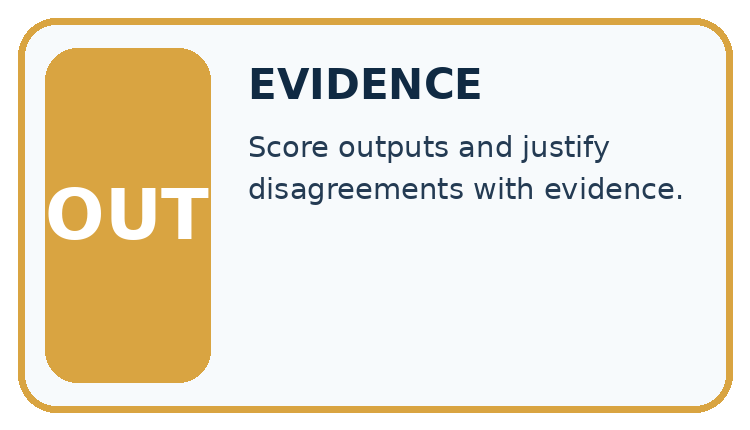 OUT
EVIDENCE
Score outputs and justify
disagreements with evidence.